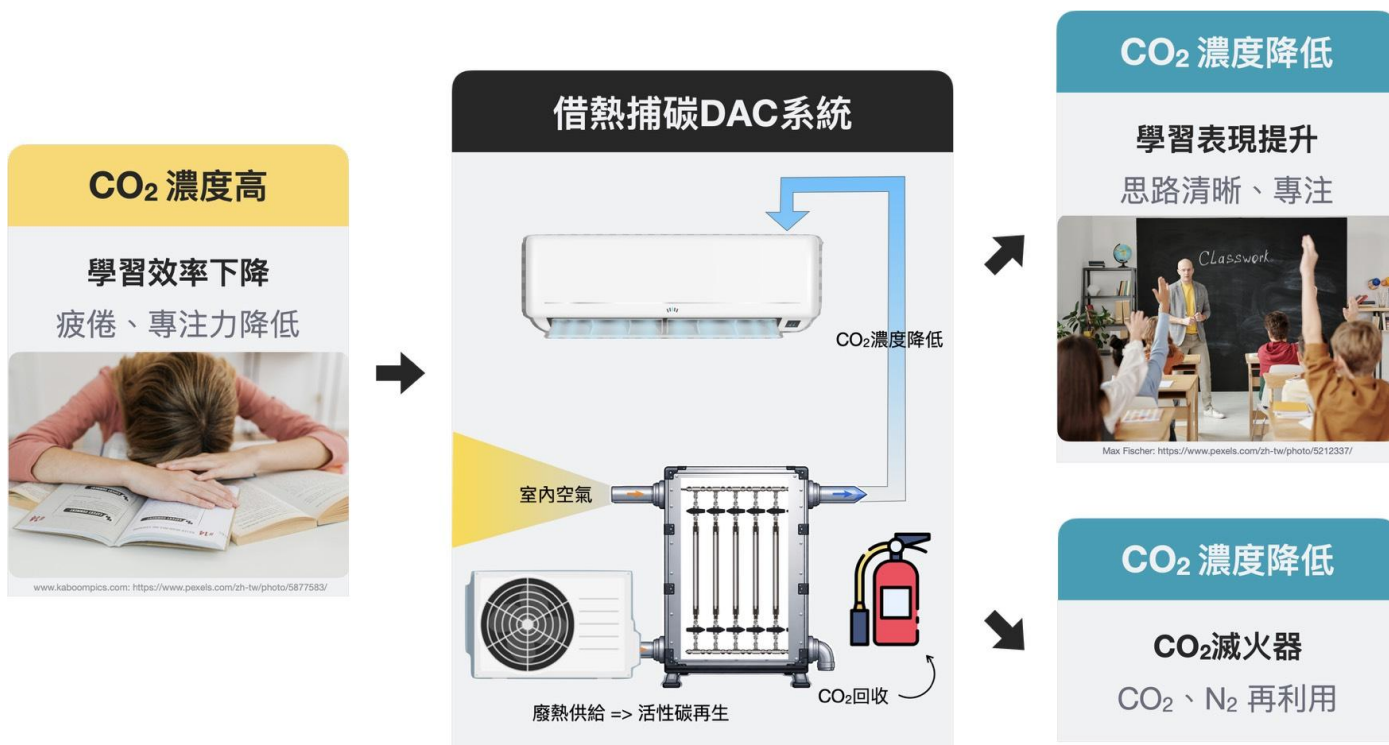 CO₂ 濃度高
學習效率下降
疲倦、專注力降低
www.kaboompics.com: https://www.pexels.com/zh-tw/photo/5877583/
借熱捕碳DAC系統
CO₂濃度降低
室內空氣
CO₂回收
廢熱供給 => 活性碳再生
CO₂ 濃度降低
學習表現提升
思路清晰、專注
Classwork
Max Fischer: https://www.pexels.com/zh-tw/photo/5212337/
CO₂ 濃度降低
CO₂滅火器
CO₂、N₂ 再利用